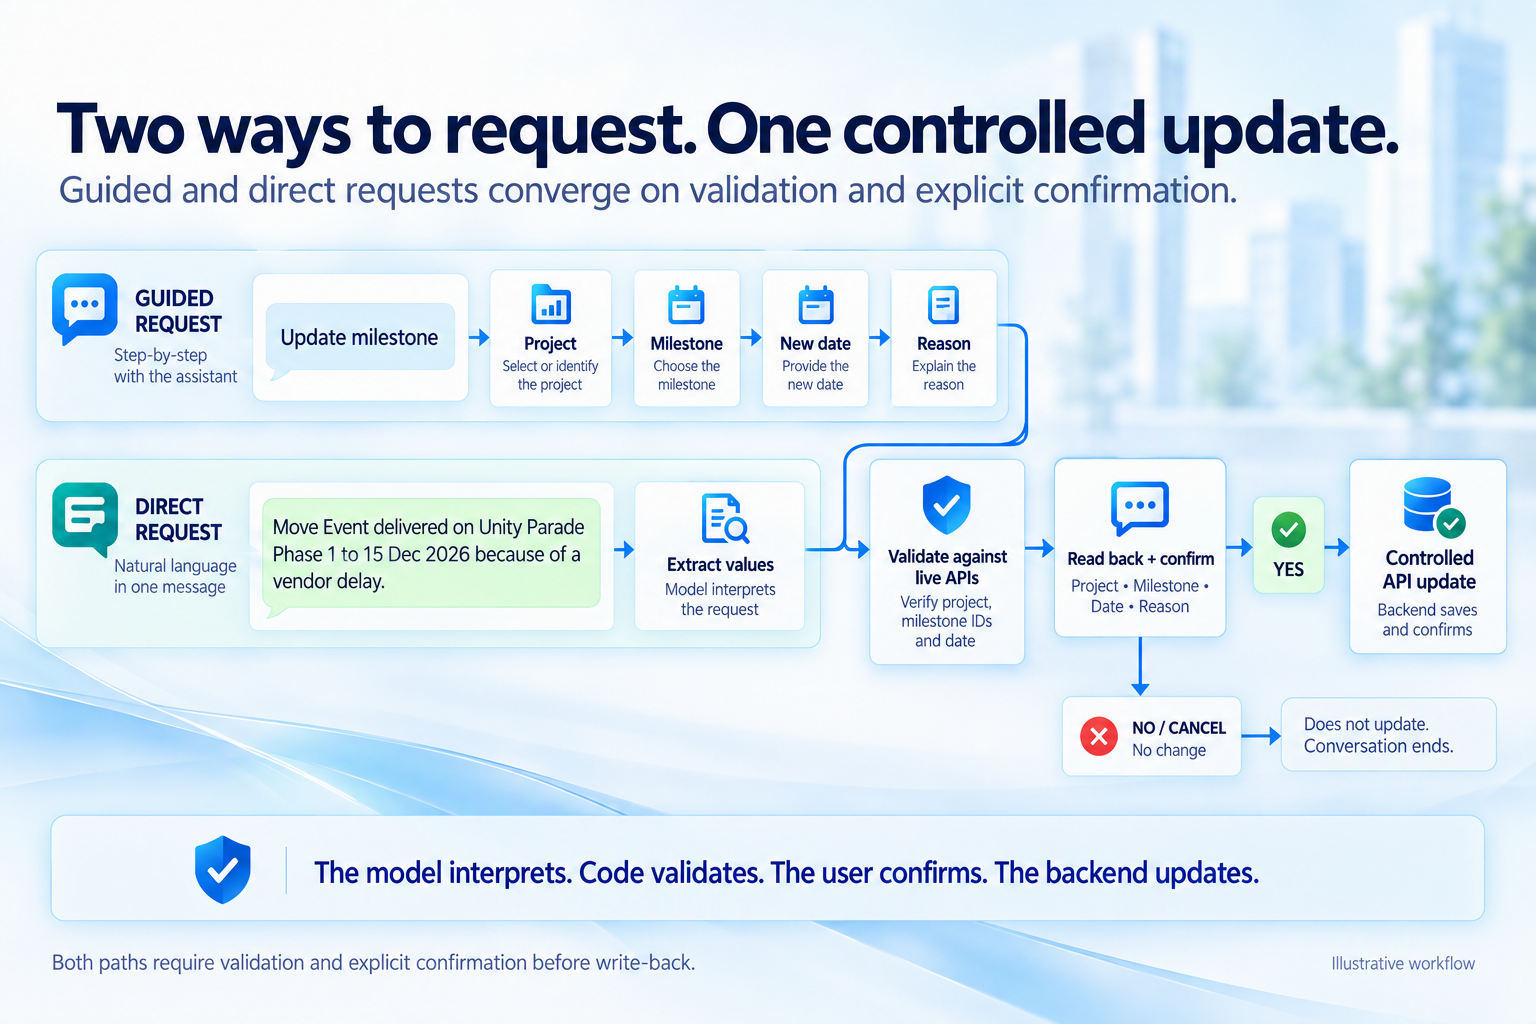 Two ways to request. One controlled update.
Guided and direct requests converge on validation and explicit confirmation.
GUIDED
REQUEST
Step-by-step
with the assistant
Update milestone
Project
Select or identify
the project
Milestone
Choose the
milestone
New date
Provide the
new date
Reason
Explain the
reason
DIRECT
REQUEST
Natural language
in one message
Move Event delivered on Unity Parade
Phase 1 to 15 Dec 2026 because of a
vendor delay.
Extract values
Model interprets
the request
Validate against
live APIs
Verify project,
milestone IDs
and date
Read back + confirm
Project • Milestone •
Date • Reason
YES
Controlled
API update
Backend saves
and confirms
NO / CANCEL
No change
Does not update.
Conversation ends.
The model interprets. Code validates. The user confirms. The backend updates.
Both paths require validation and explicit confirmation before write-back.
Illustrative workflow